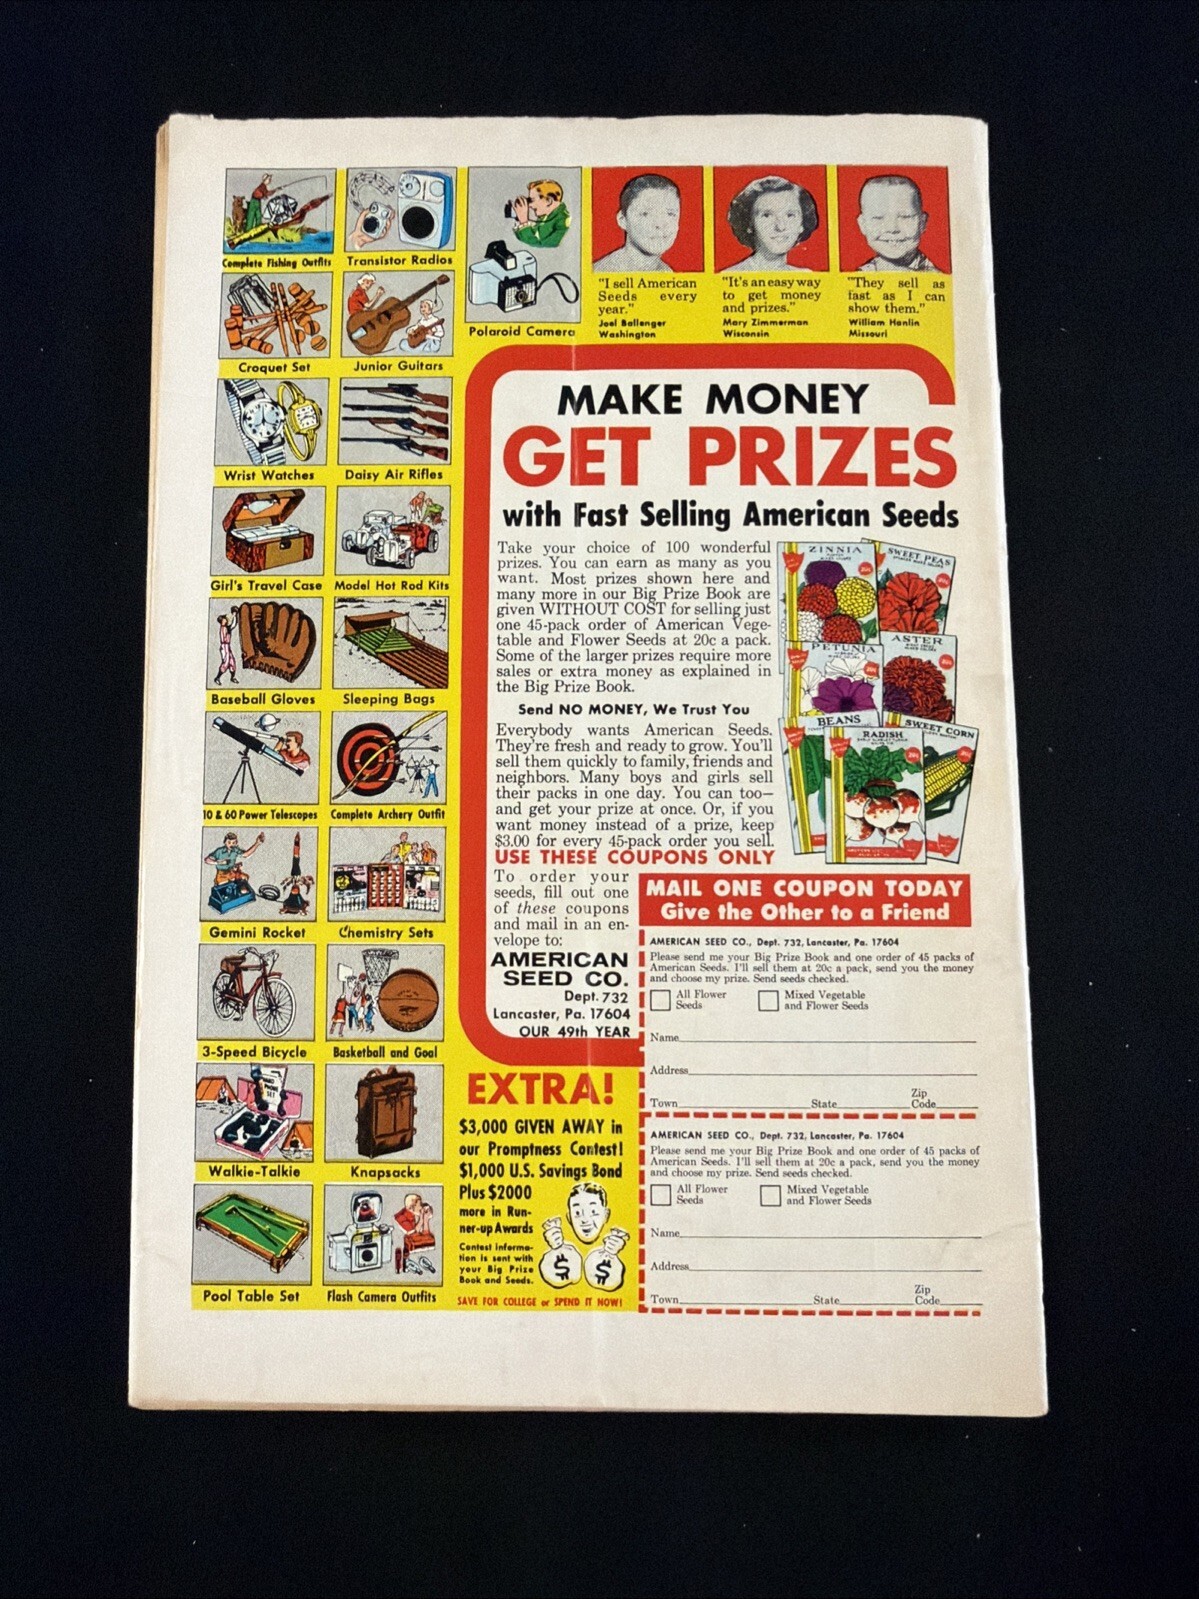 Complete Fishing Outfits
Transistor Radios
Polaroid Camera
Croquet Set
Junior Guitars
Wrist Watches
Daisy Air Rifles
Girl's Travel Case
Model Hot Rod Kits
Baseball Gloves
Sleeping Bags
10 & 60 Power Telescopes
Complete Archery Outfit
Gemini Rocket
Chemistry Sets
3-Speed Bicycle
Basketball and Goal
Walkie-Talkie
Knapsacks
Pool Table Set
Flash Camera Outfits
"I sell American
Seeds every
year."
Joel Ballenger
Washington
"It's an easy way
to get money
and prizes."
Mary Zimmerman
Wisconsin
"They sell as
fast as I can
show them."
William Hanlin
Missouri
MAKE MONEY
GET PRIZES
with Fast Selling American Seeds
Take your choice of 100 wonderful
prizes. You can earn as many as you
want. Most prizes shown here and
many more in our Big Prize Book are
given WITHOUT COST for selling just
one 45-pack order of American Vege-
table and Flower Seeds at 20c a pack.
Some of the larger prizes require more
sales or extra money as explained in
the Big Prize Book.
Send NO MONEY, We Trust You
Everybody wants American Seeds.
They're fresh and ready to grow. You'll
sell them quickly to family, friends and
neighbors. Many boys and girls sell
their packs in one day. You can too—
and get your prize at once. Or, if you
want money instead of a prize, keep
$3.00 for every 45-pack order you sell.
USE THESE COUPONS ONLY
To order your
seeds, fill out one
of these coupons
and mail in an en-
velope to:
AMERICAN
SEED CO.
Dept. 732
Lancaster, Pa. 17604
OUR 49th YEAR
ZINNIA
SWEET PEAS
PETUNIA
ASTER
BEANS
RADISH
SWEET CORN
MAIL ONE COUPON TODAY
Give the Other to a Friend
AMERICAN SEED CO., Dept. 732, Lancaster, Pa. 17604
Please send me your Big Prize Book and one order of 45 packs of
American Seeds. I'll sell them at 20c a pack, send you the money
and choose my prize. Send seeds checked.
All Flower
Seeds
Mixed Vegetable
and Flower Seeds
Name
Address
Town State Zip Code
AMERICAN SEED CO., Dept. 732, Lancaster, Pa. 17604
Please send me your Big Prize Book and one order of 45 packs of
American Seeds. I'll sell them at 20c a pack, send you the money
and choose my prize. Send seeds checked.
All Flower
Seeds
Mixed Vegetable
and Flower Seeds
Name
Address
Town State Zip Code
EXTRA!
$3,000 GIVEN AWAY in
our Promptness Contest!
$1,000 U.S. Savings Bond
Plus $2000
more in Run-
ner-up Awards
Contest informa-
tion is sent with
your Big Prize
Book and Seeds.
$ $
SAVE FOR COLLEGE or SPEND IT NOW!